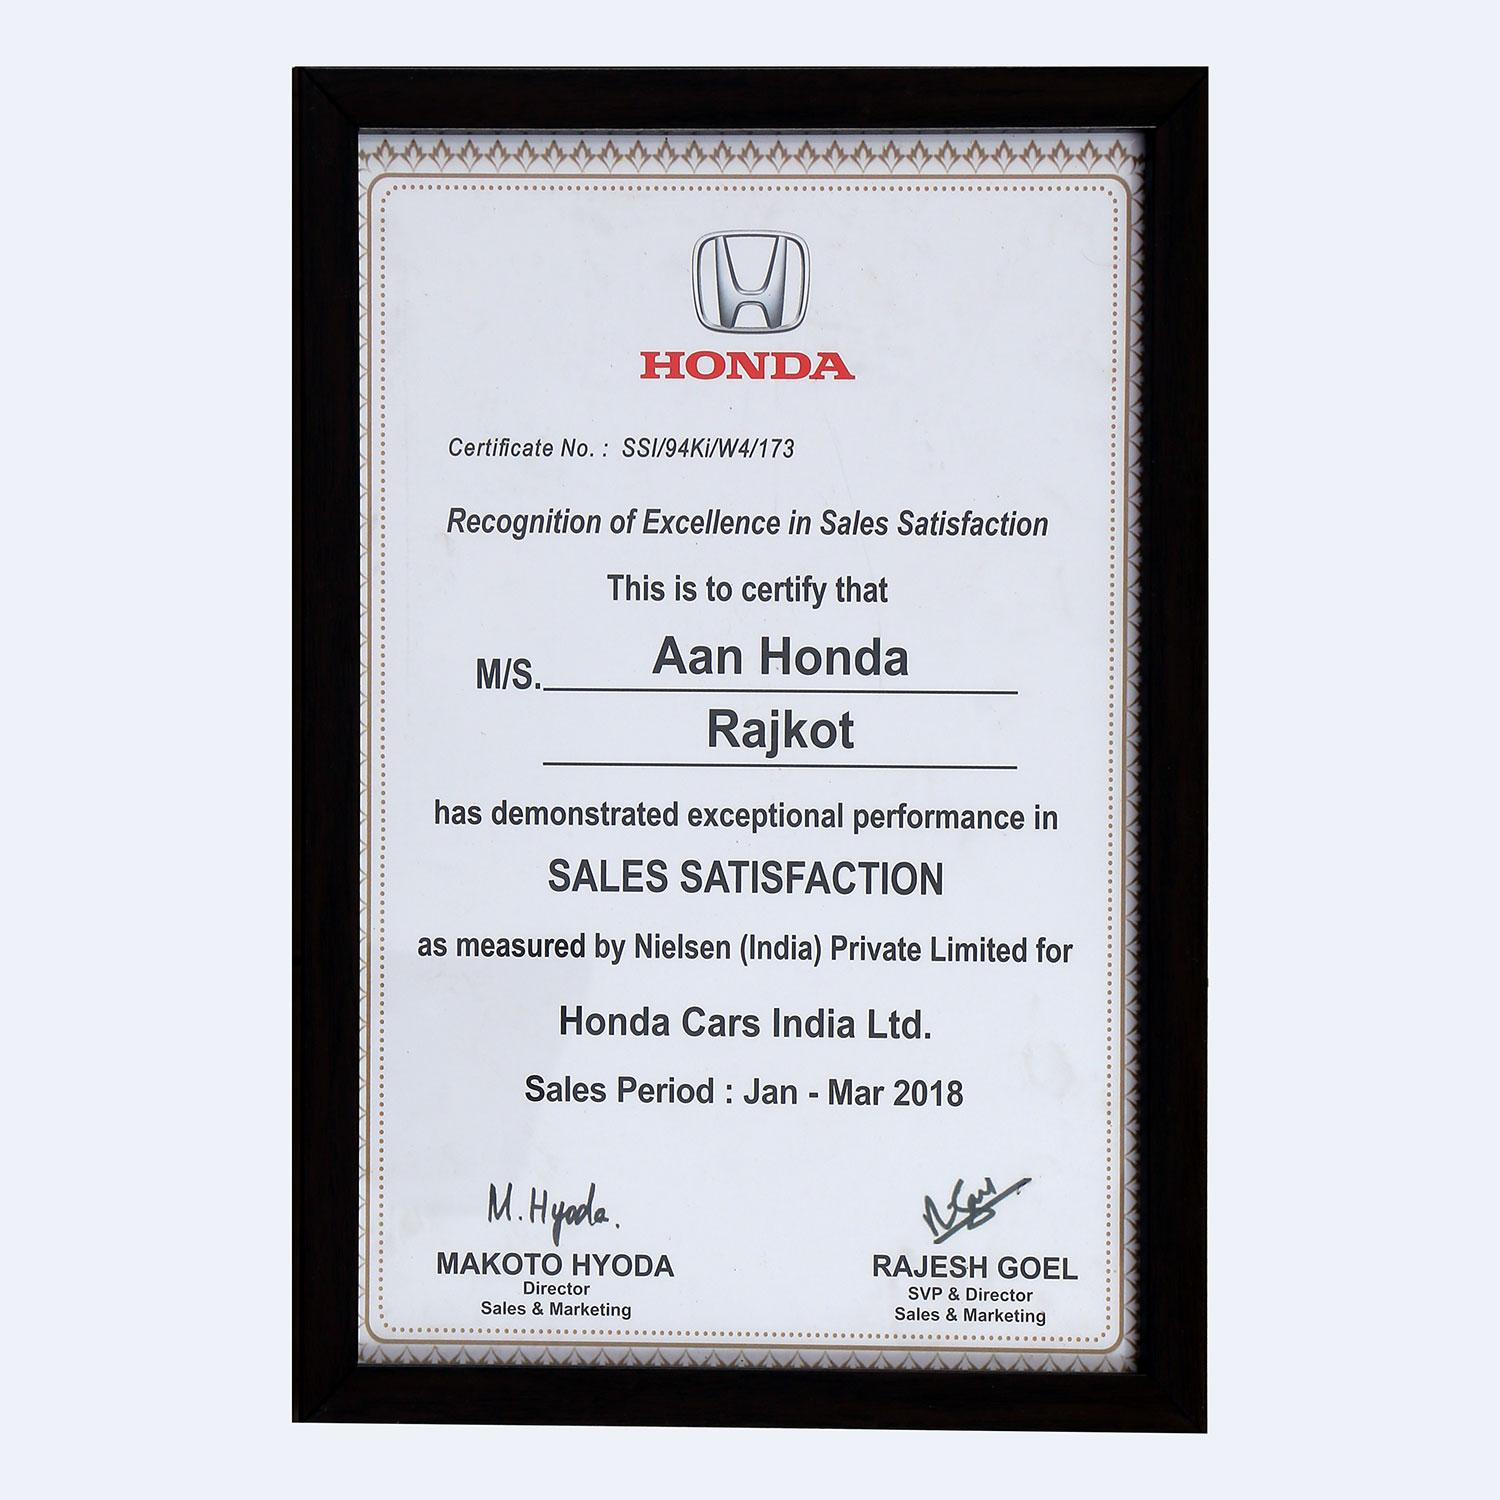 HONDA
Certificate No. : SSI/94Ki/W4/173
Recognition of Excellence in Sales Satisfaction
This is to certify that
M/S. Aan Honda
Rajkot
has demonstrated exceptional performance in
SALES SATISFACTION
as measured by Nielsen (India) Private Limited for
Honda Cars India Ltd.
Sales Period : Jan - Mar 2018
M. Hyoda.
MAKOTO HYODA
Director
Sales & Marketing
RAJESH GOEL
SVP & Director
Sales & Marketing